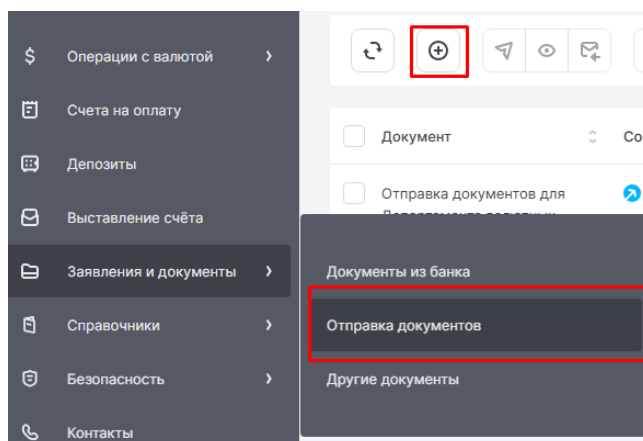 $ Операции с валютой
Счета на оплату
Депозиты
Выставление счёта
Заявления и документы
Справочники
Безопасность
Контакты
Документ
Со
Отправка документов для
Документы из банка
Отправка документов
Другие документы